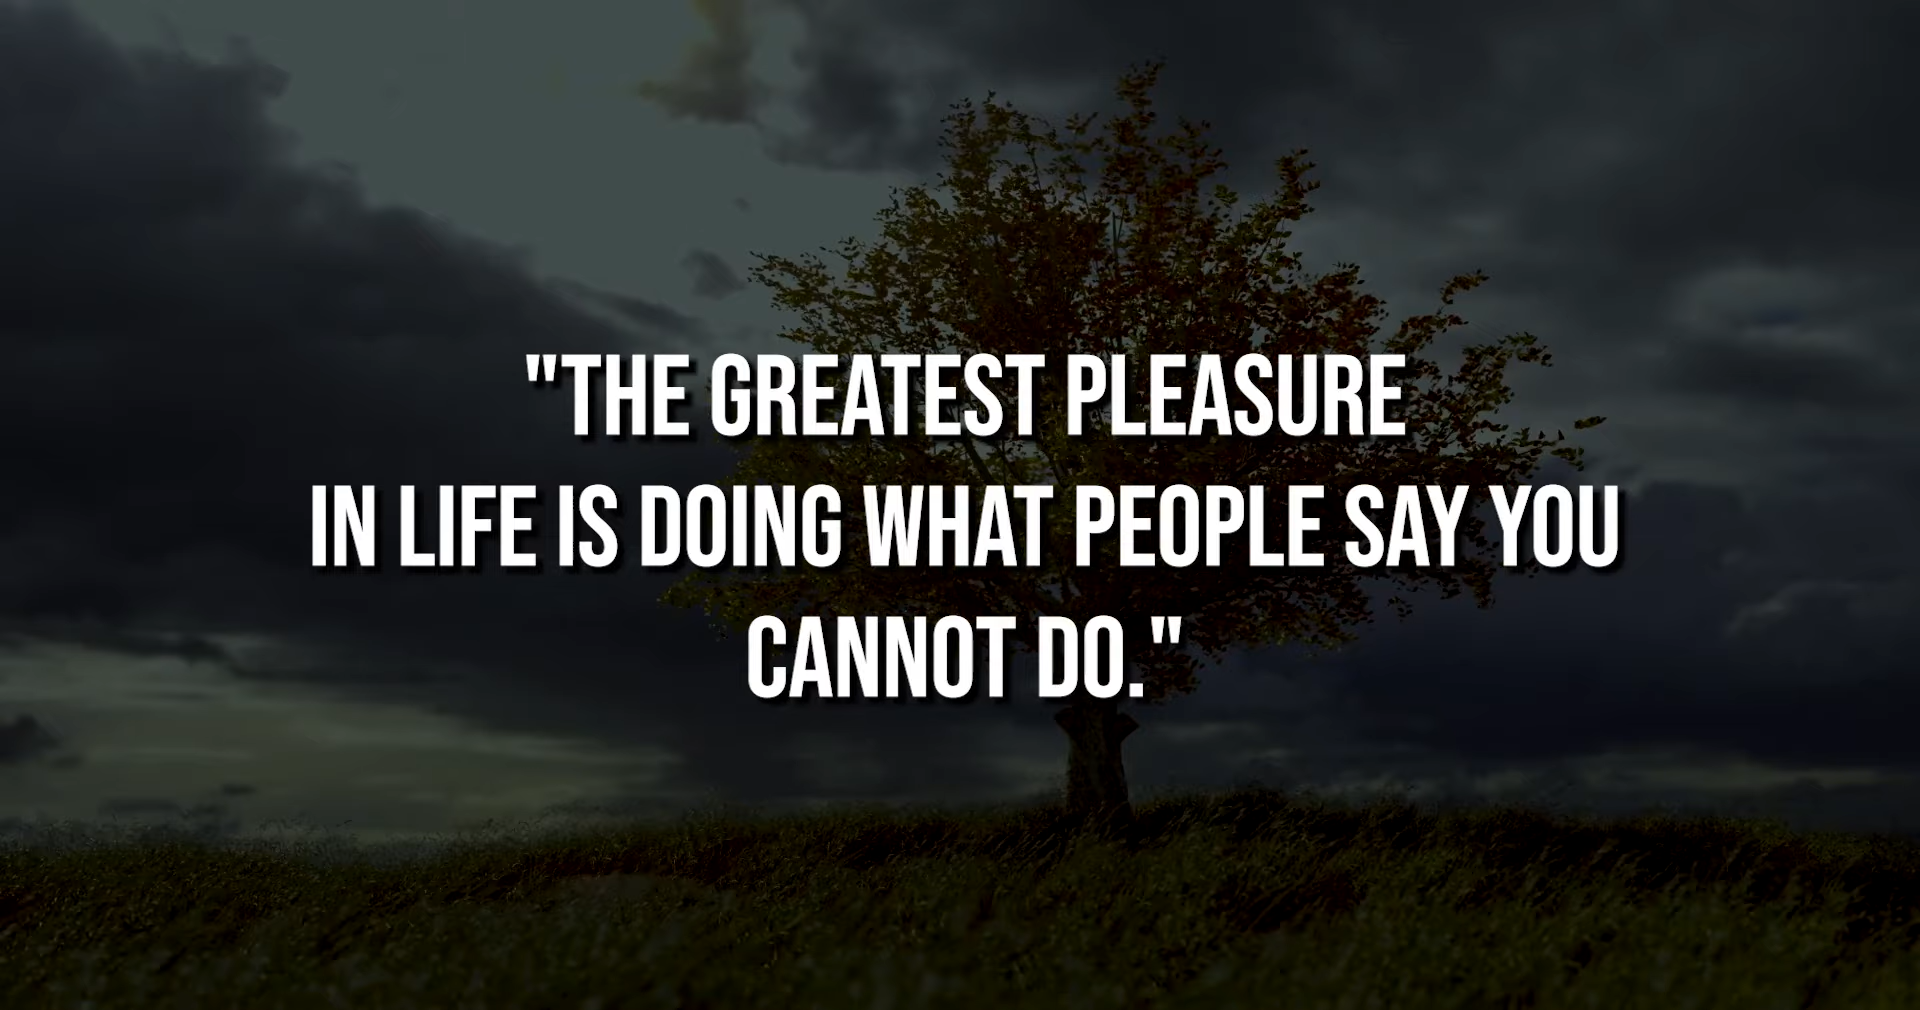 "THE GREATEST PLEASURE
IN LIFE IS DOING WHAT PEOPLE SAY YOU
CANNOT DO."